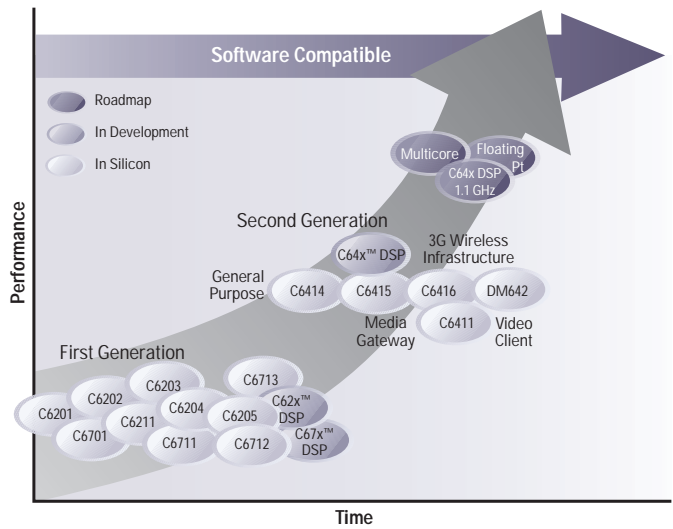 Software Compatible
Roadmap
In Development
In Silicon
Multicore
Floating
Pt
C64x DSP
1.1 GHz
Second Generation
C64x™ DSP
3G Wireless
Infrastructure
General
Purpose
C6414
C6415
C6416
DM642
Media
Gateway
C6411
Video
Client
First Generation
C6713
C6203
C6202
C6201
C6204
C6205
C62x™
DSP
C6211
C6701
C6711
C6712
C67x™
DSP
Performance
Time